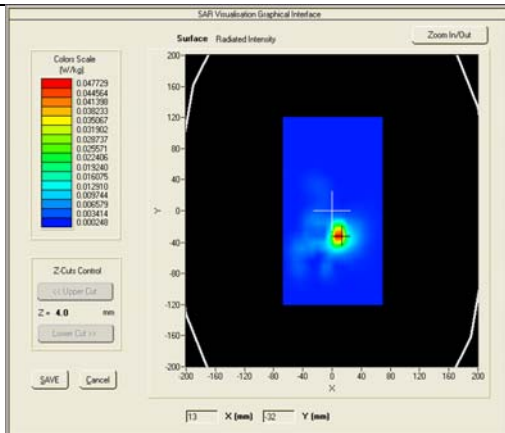 SAR Visualisation Graphical Interface
Surface Radiated Intensity
Zoom In/Out
Colors Scale
(W/kg)
0.047729
0.044564
0.041398
0.038233
0.035067
0.031902
0.028737
0.025571
0.022406
0.019240
0.016075
0.012910
0.009744
0.006579
0.003414
0.000248
Z-Cuts Control
<< Upper Cut
Z = 4.0 mm
Lower Cut >>
SAVE Cancel
200
160
120
80
40
0
-40
-80
-120
-160
-200
Y
-200 -160 -120 -80 -40 0 40 80 120 160 200
X
13 X (mm) -32 Y (mm)